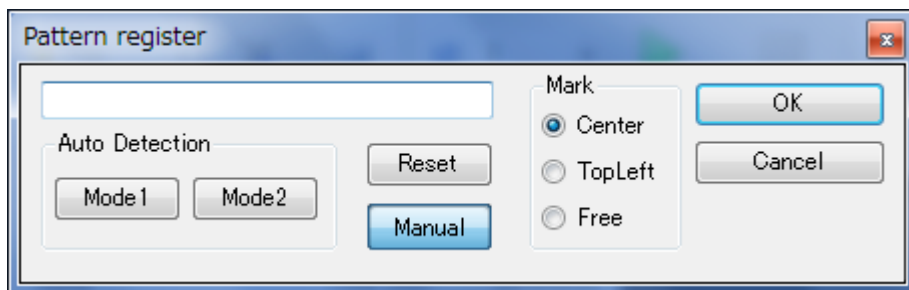 Pattern register
Auto Detection
Mode1
Mode2
Reset
Manual
Mark
Center
TopLeft
Free
OK
Cancel